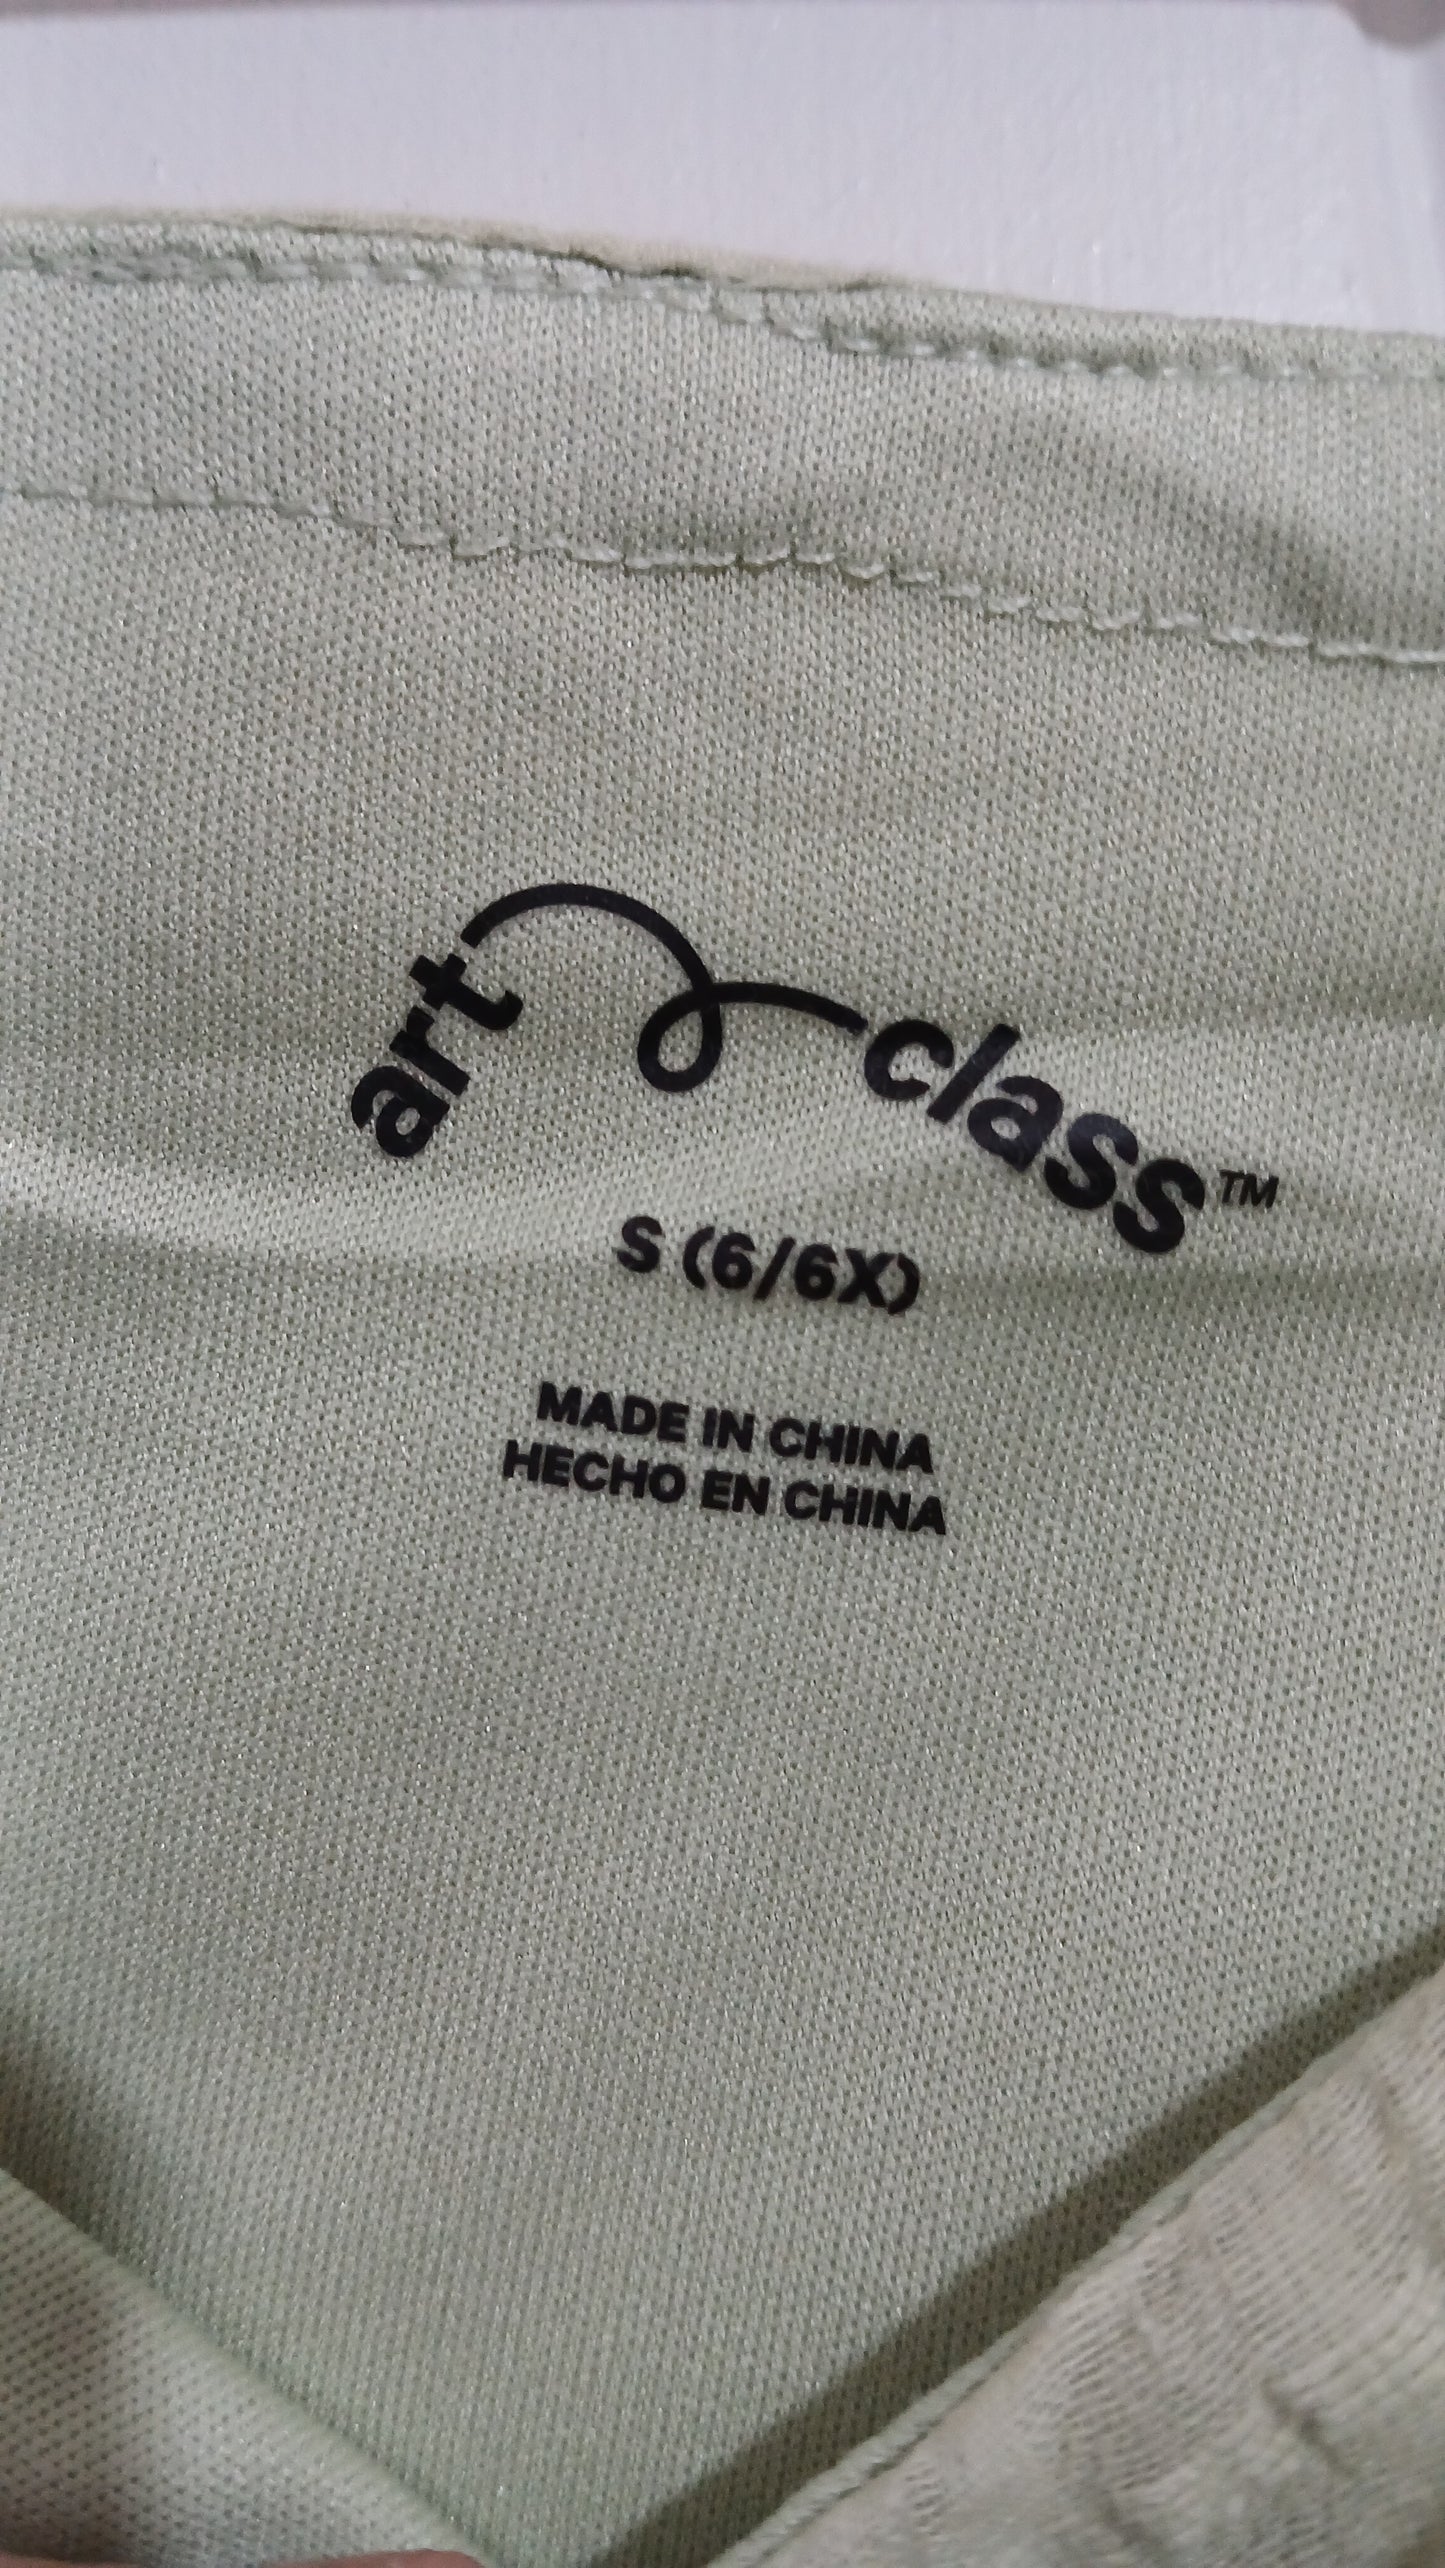 art class™
S (6/6X)
MADE IN CHINA
HECHO EN CHINA